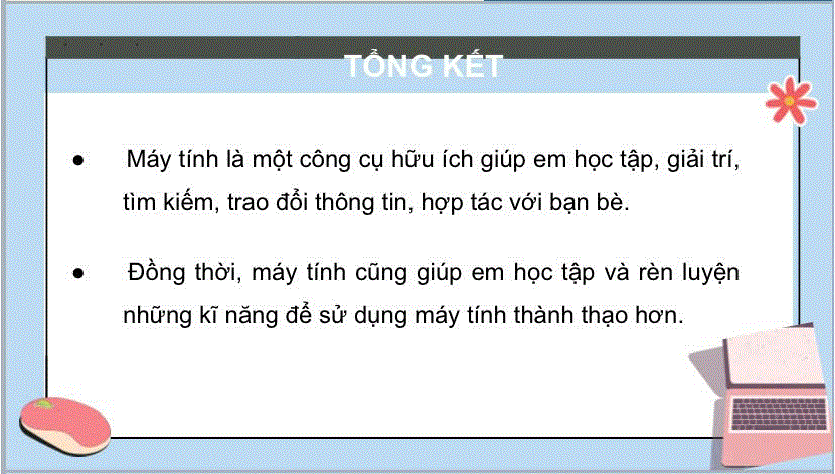 TỔNG KẾT
● Máy tính là một công cụ hữu ích giúp em học tập, giải trí,
tìm kiếm, trao đổi thông tin, hợp tác với bạn bè.
● Đồng thời, máy tính cũng giúp em học tập và rèn luyện
những kĩ năng để sử dụng máy tính thành thạo hơn.